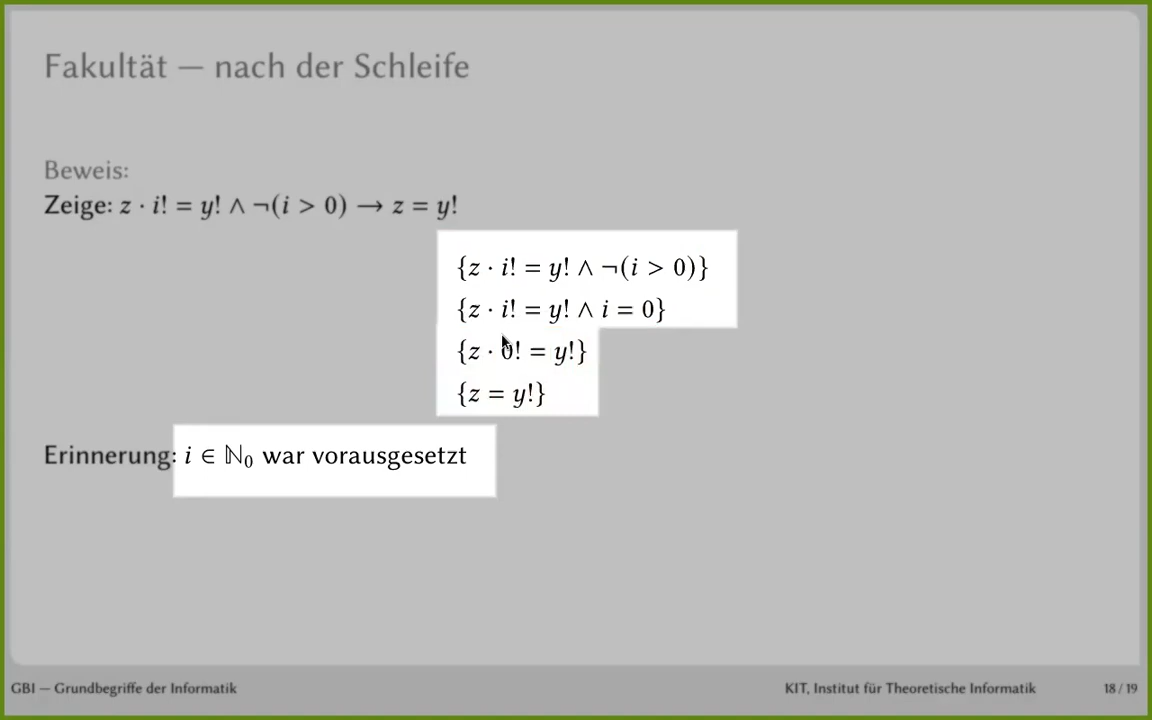 Fakultät — nach der Schleife
Beweis:
Zeige: z · i! = y! ∧ ¬(i > 0) → z = y!
{z · i! = y! ∧ ¬(i > 0)}
{z · i! = y! ∧ i = 0}
{z · 0! = y!}
{z = y!}
Erinnerung: i ∈ ℕ₀ war vorausgesetzt
GBI — Grundbegriffe der Informatik
KIT, Institut für Theoretische Informatik
18 / 19